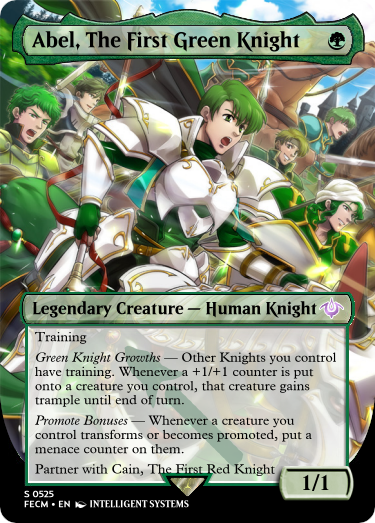 Abel, The First Green Knight
Legendary Creature — Human Knight
Training
Green Knight Growths — Other Knights you control
have training. Whenever a +1/+1 counter is put
onto a creature you control, that creature gains
trample until end of turn.
Promote Bonuses — Whenever a creature you
control transforms or becomes promoted, put a
menace counter on them.
Partner with Cain, The First Red Knight
1/1
S 0525
FECM • EN INTELLIGENT SYSTEMS